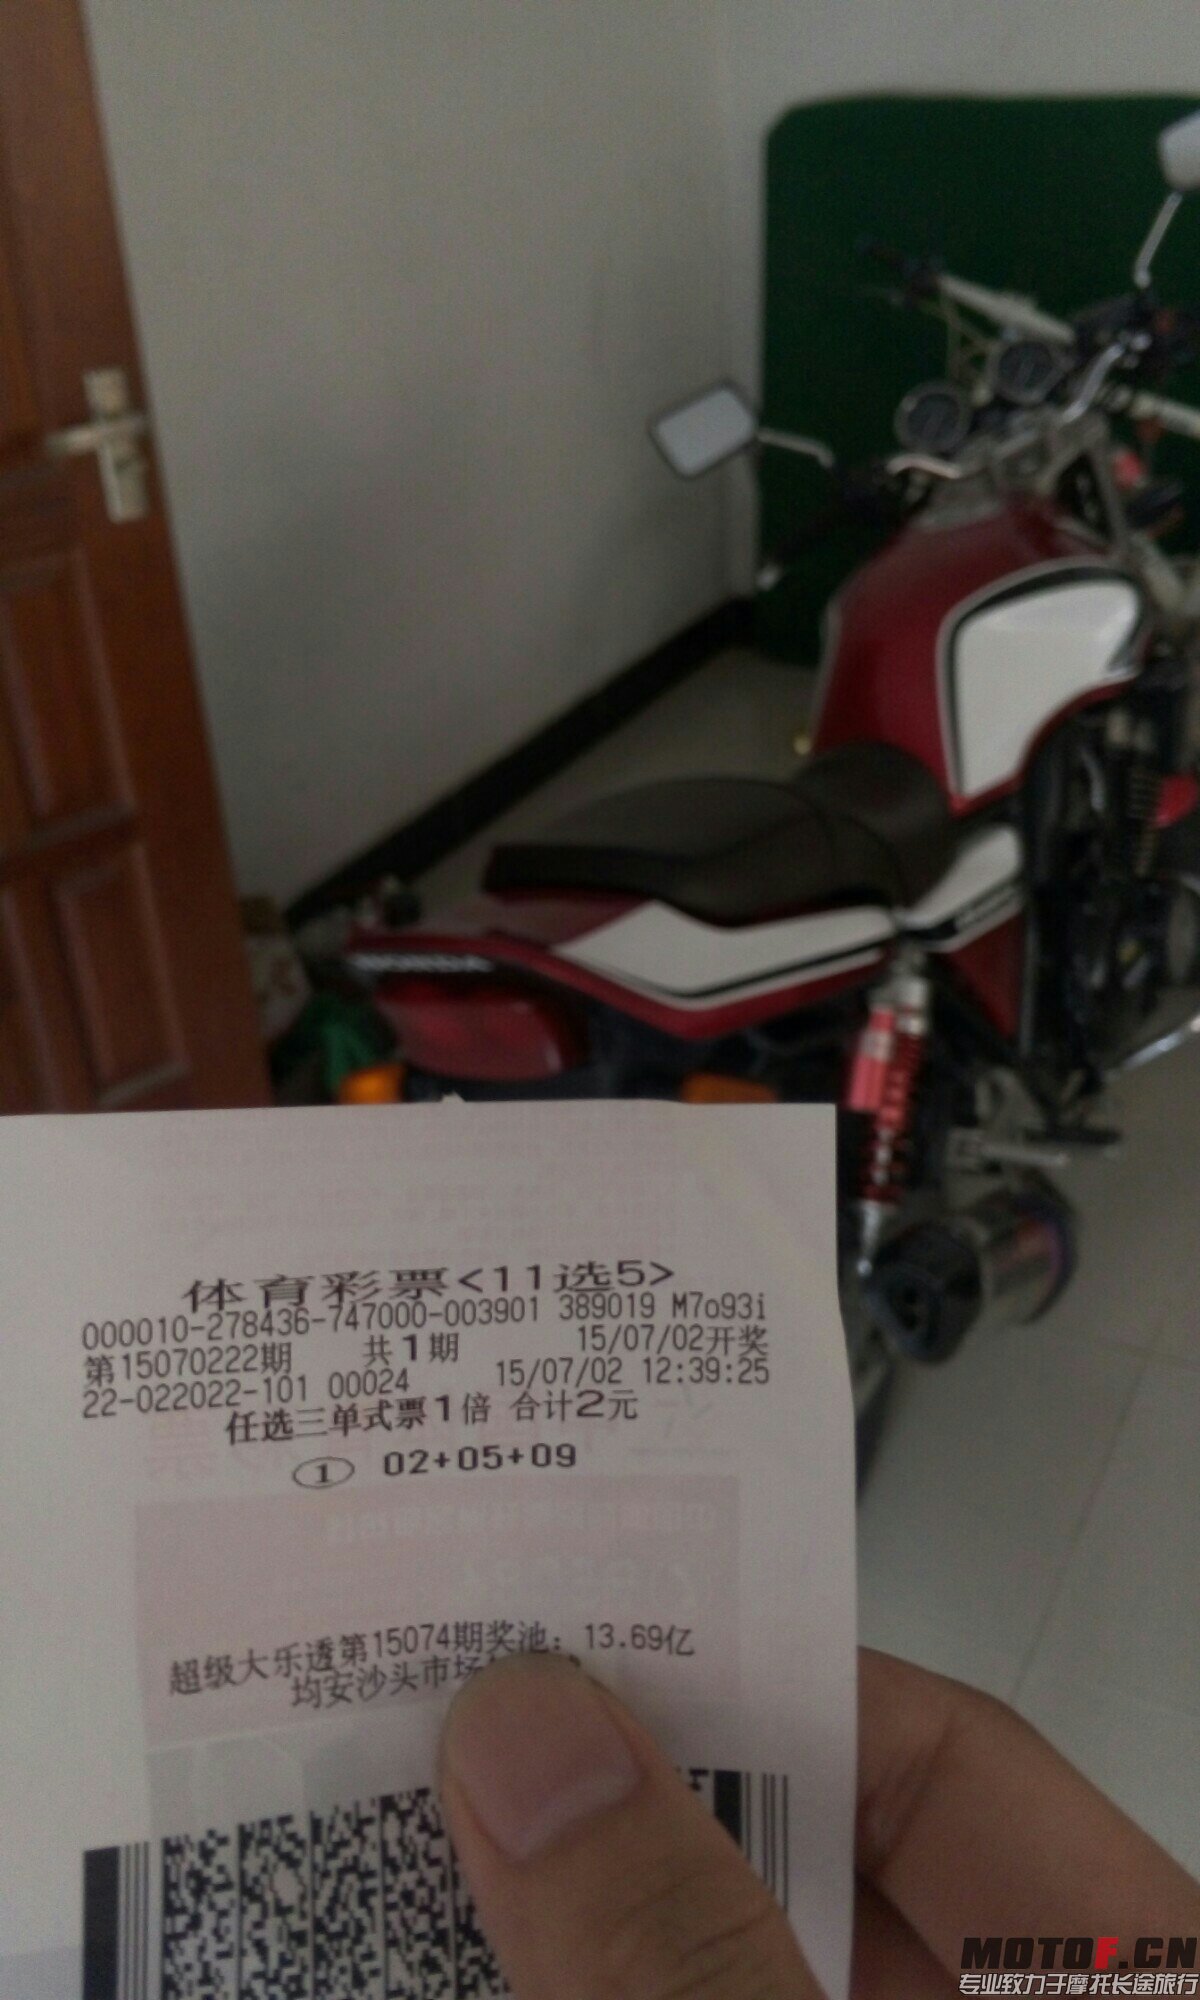 HONDA
体育彩票<11选5>
000010-278436-747000-003901 389019 M7o93i
第15070222期 共1期 15/07/02开奖
22-022022-101 00024 15/07/02 12:39:25
任选三单式票1倍 合计2元
① 02+05+09
超级大乐透第15074期奖池：13.69亿
均安沙头市场
MOTOF.CN
专业致力于摩托长途旅行